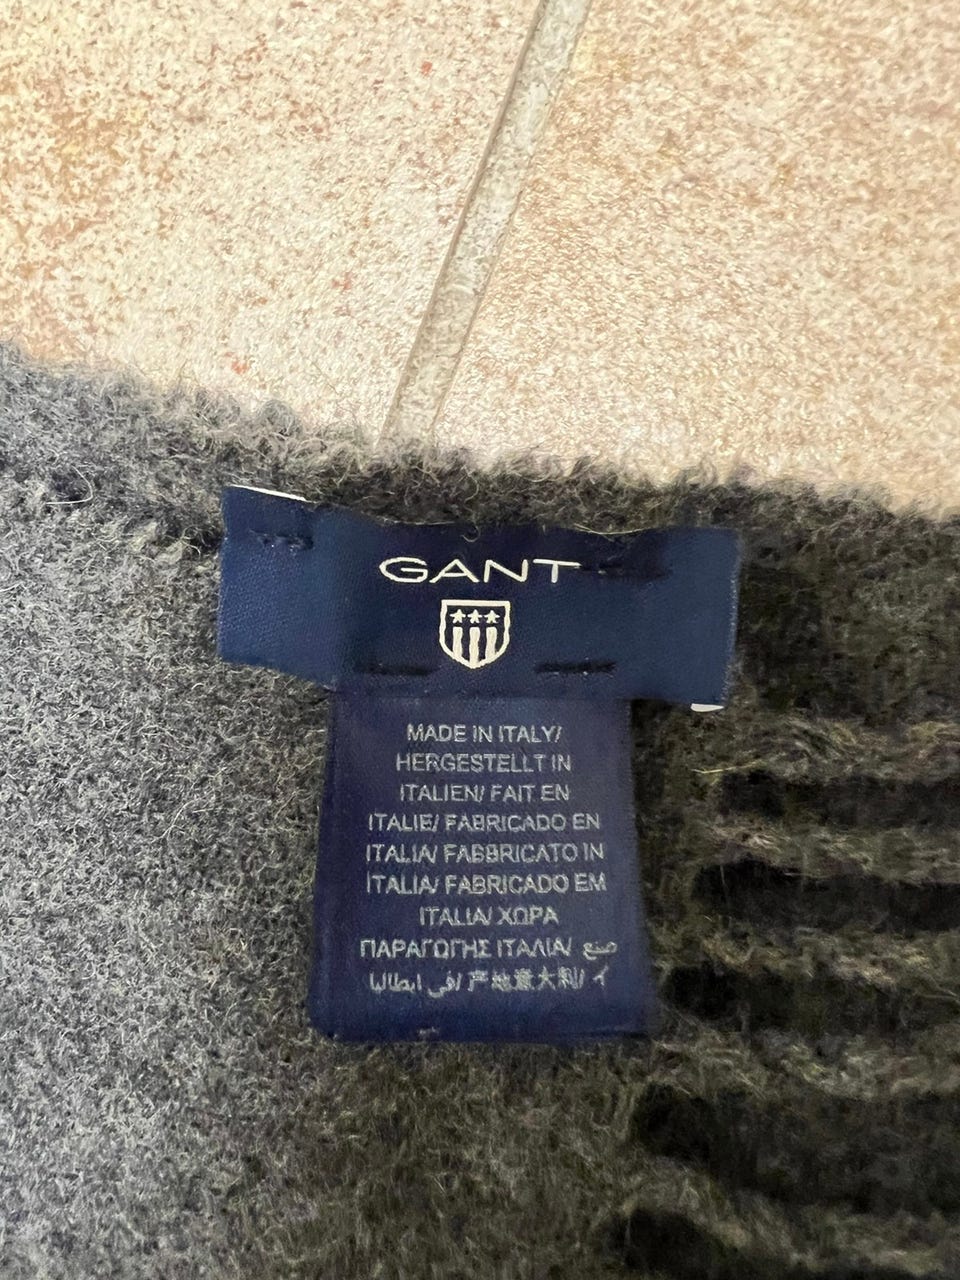 GANT
MADE IN ITALY/
HERGESTELLT IN
ITALIEN/ FAIT EN
ITALIE/ FABRICADO EN
ITALIA/ FABBRICATO IN
ITALIA/ FABRICADO EM
ITALIA/ ΧΩΡΑ
ΠΑΡΑΓΩΓΗΣ ΙΤΑΛΙΑ/ صنع
في ايطاليا/ 产地意大利/ イ